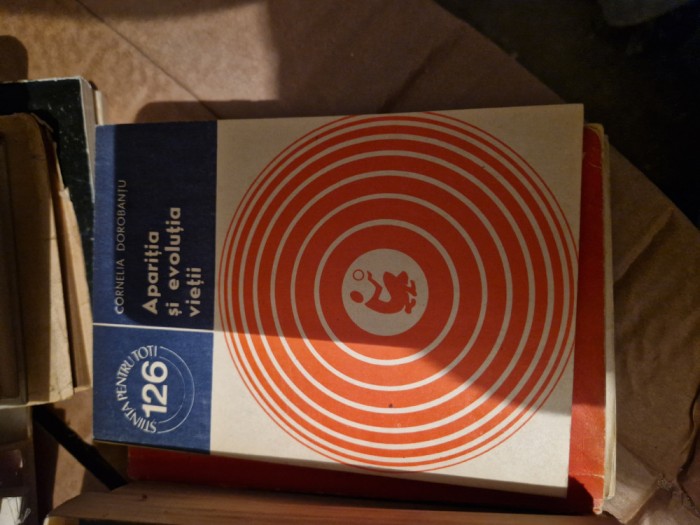 CORNELIA DOROBANȚU
Apariția
și evoluția
vieții
ȘTIINȚA PENTRU TOȚI
126